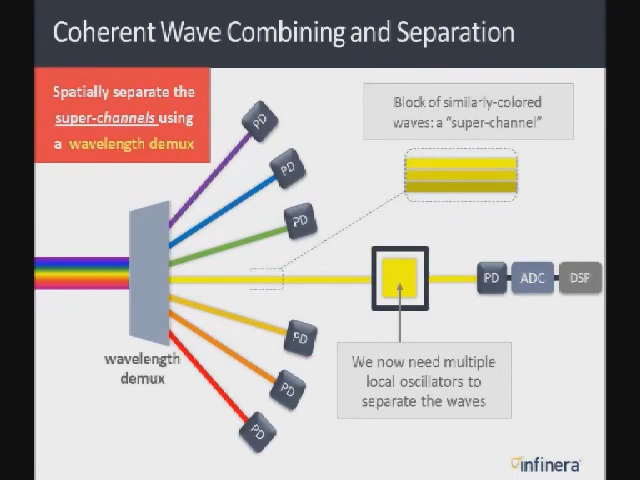 Coherent Wave Combining and Separation
Spatially separate the
super-channels using
a wavelength demux
Block of similarly-colored
waves: a "super-channel"
PD
PD
PD
PD
ADC
DSP
PD
PD
PD
wavelength
demux
We now need multiple
local oscillators to
separate the waves
infinera